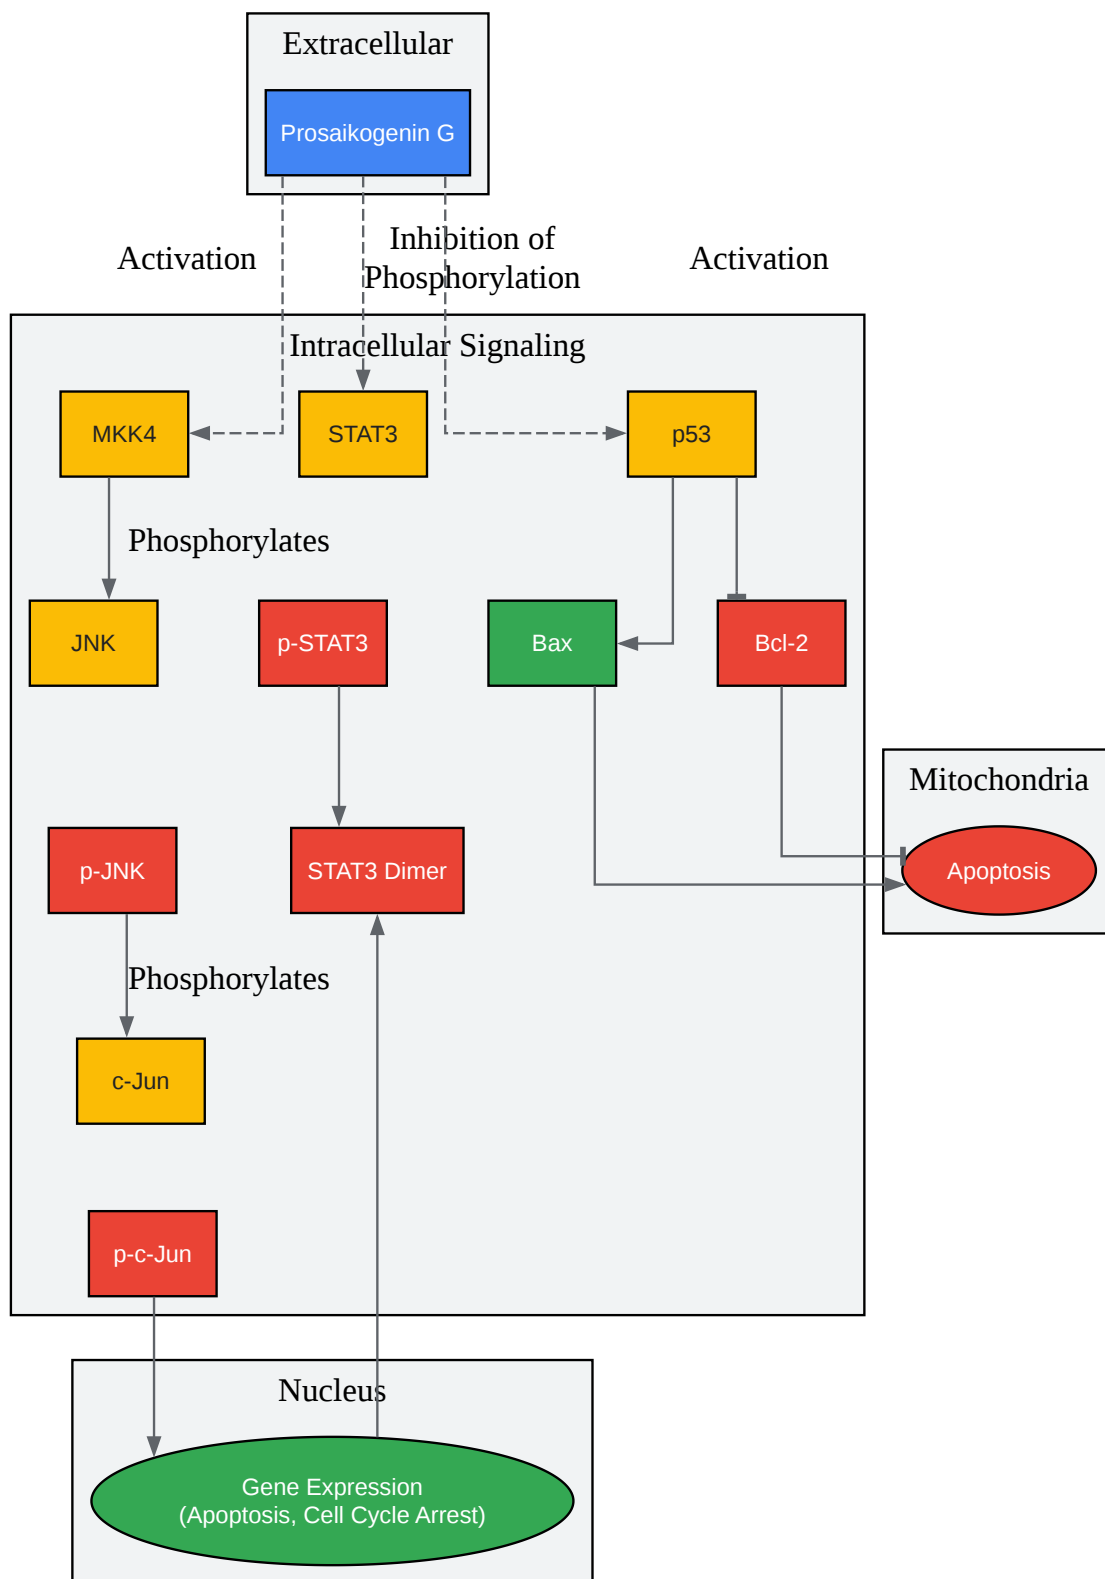 Extracellular
Prosaikogenin G
Activation
Inhibition of
Phosphorylation
Activation
Intracellular Signaling
MKK4
STAT3
p53
Phosphorylates
JNK
p-STAT3
Bax
Bcl-2
Mitochondria
p-JNK
STAT3 Dimer
Apoptosis
Phosphorylates
c-Jun
p-c-Jun
Nucleus
Gene Expression
(Apoptosis, Cell Cycle Arrest)